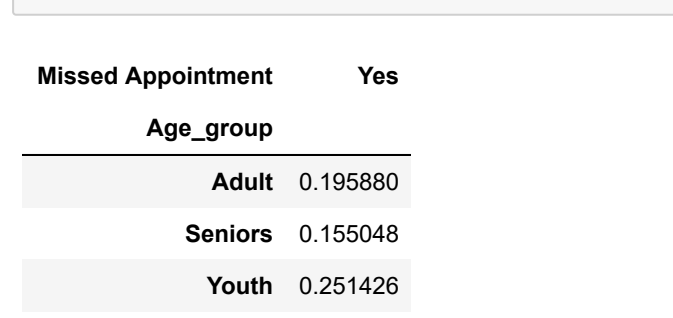 Missed Appointment Yes
Age_group
Adult 0.195880
Seniors 0.155048
Youth 0.251426